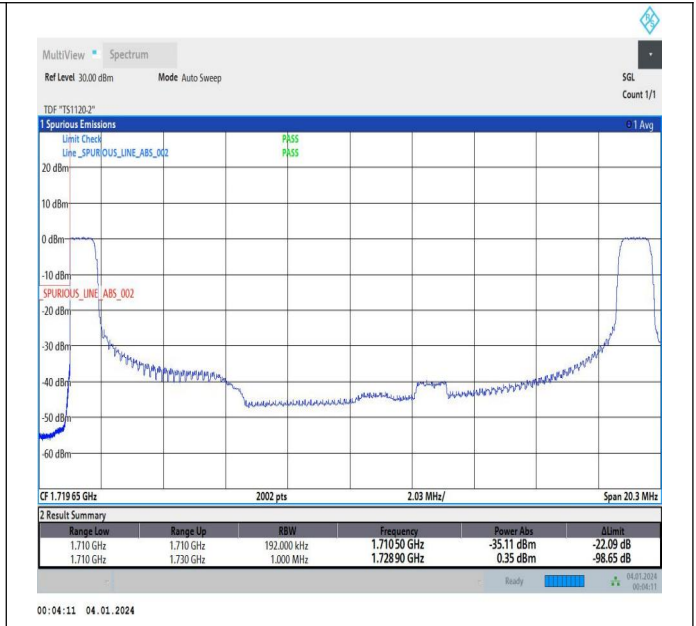 MultiView Spectrum
Ref Level 30.00 dBm Mode Auto Sweep SGL
Count 1/1
TDF "TS1120-2"
1 Spurious Emissions 1 Avg
Limit Check PASS
Line _SPURIOUS_LINE_ABS_002 PASS
20 dBm
10 dBm
0 dBm
-10 dBm
_SPURIOUS_LINE_ABS_002
-20 dBm
-30 dBm
-40 dBm
-50 dBm
-60 dBm
CF 1.719 65 GHz 2002 pts 2.03 MHz/ Span 20.3 MHz
2 Result Summary
Range Low Range Up RBW Frequency Power Abs ΔLimit
1.710 GHz 1.710 GHz 192.000 kHz 1.710 50 GHz -35.11 dBm -22.09 dB
1.710 GHz 1.730 GHz 1.000 MHz 1.728 90 GHz 0.35 dBm -98.65 dB
Ready 04.01.2024
00:04:11
00:04:11 04.01.2024